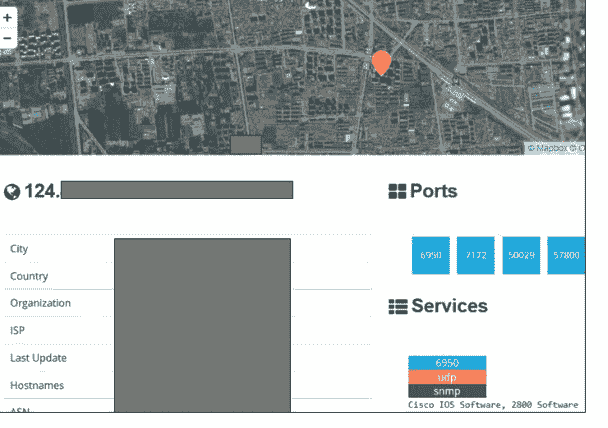 +
−
© Mapbox © O
124.
Ports
6950 7172 50029 57800
City
Country
Organization
Services
ISP
Last Update
6950
udp
Hostnames
snmp
Cisco IOS Software, 2800 Software
ASN